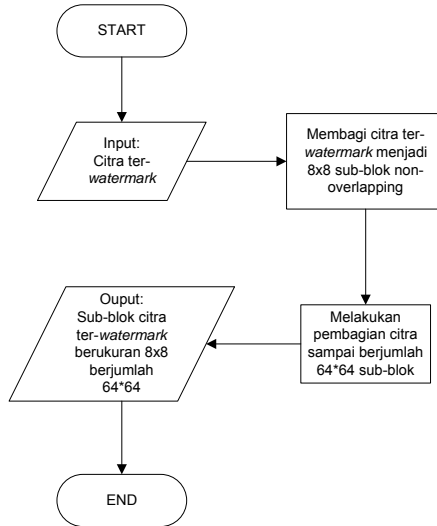 START
Input:
Citra ter-
watermark
Membagi citra ter-
watermark menjadi
8x8 sub-blok non-
overlapping
Melakukan
pembagian citra
sampai berjumlah
64*64 sub-blok
Ouput:
Sub-blok citra
ter-watermark
berukuran 8x8
berjumlah
64*64
END